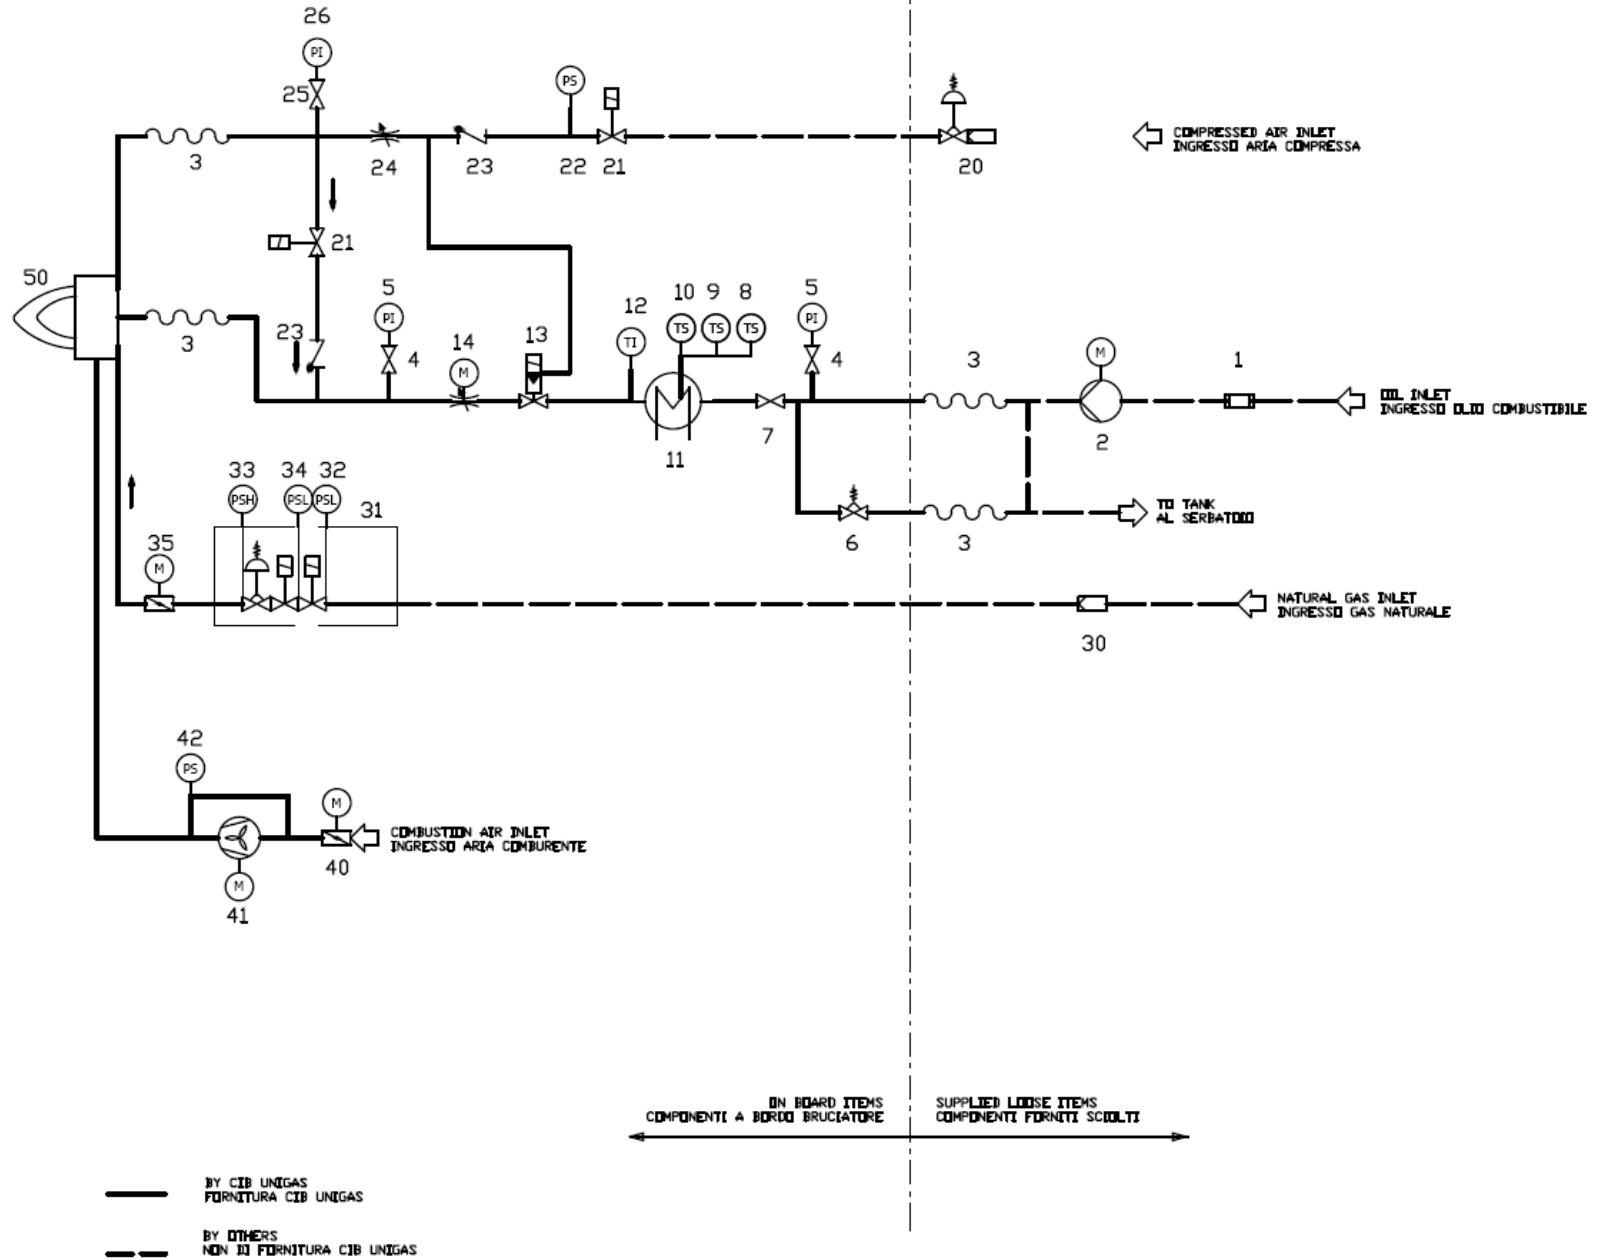 26
PI
25
PS
3
24
23
22
21
20
COMPRESSED AIR INLET
INGRESSO ARIA COMPRESSA
21
50
3
23
5
PI
4
14
M
13
12
TI
10
9
8
TS
TS
TS
11
7
5
PI
4
3
M
2
1
OIL INLET
INGRESSO OLIO COMBUSTIBILE
6
3
TO TANK
AL SERBATOIO
33
34
32
PSH
PSL
PSL
31
35
M
30
NATURAL GAS INLET
INGRESSO GAS NATURALE
42
PS
M
40
COMBUSTION AIR INLET
INGRESSO ARIA COMBURENTE
M
41
ON BOARD ITEMS
COMPONENTI A BORDO BRUCIATORE
SUPPLIED LOOSE ITEMS
COMPONENTI FORNITI SCIOLTI
BY CIB UNIGAS
FORNITURA CIB UNIGAS
BY OTHERS
NON DI FORNITURA CIB UNIGAS